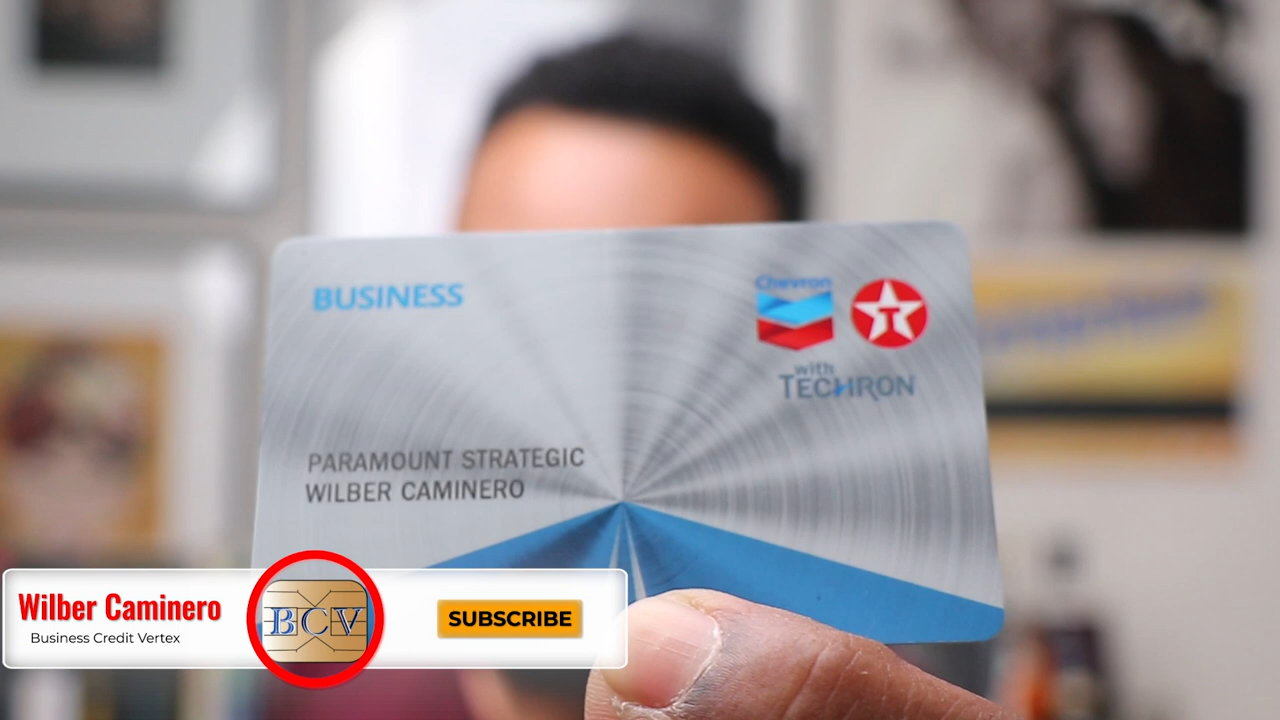 BUSINESS
Chevron
T
with
TECHRON
PARAMOUNT STRATEGIC
WILBER CAMINERO
Wilber Caminero
Business Credit Vertex
BCV
SUBSCRIBE